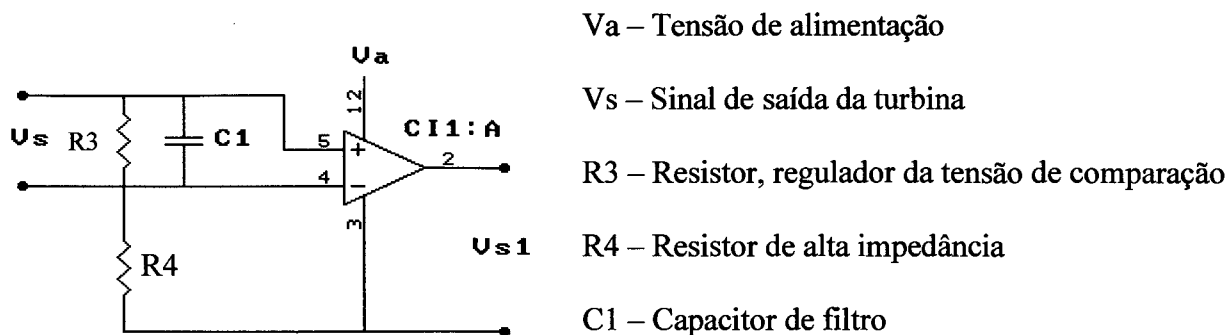 Va
12
Vs
R3
C1
5
+
4
−
CI1:A
2
3
Vs1
R4
Va – Tensão de alimentação
Vs – Sinal de saída da turbina
R3 – Resistor, regulador da tensão de comparação
R4 – Resistor de alta impedância
C1 – Capacitor de filtro